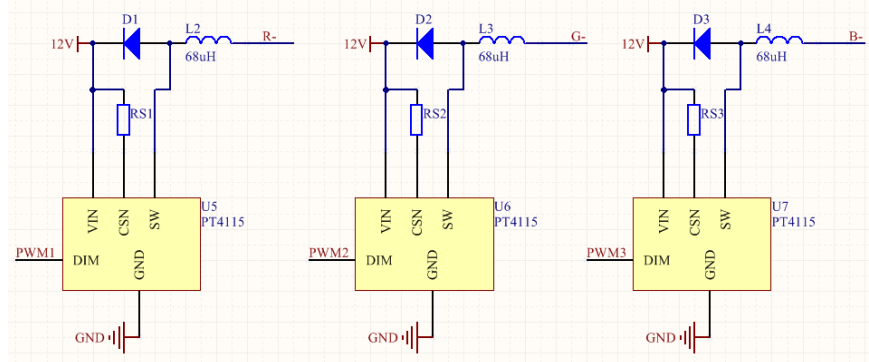 D1
L2
12V
R-
68uH
RS1
U5
PT4115
VIN
CSN
SW
PWM1
DIM
GND
GND
D2
L3
12V
G-
68uH
RS2
U6
PT4115
VIN
CSN
SW
PWM2
DIM
GND
GND
D3
L4
12V
B-
68uH
RS3
U7
PT4115
VIN
CSN
SW
PWM3
DIM
GND
GND